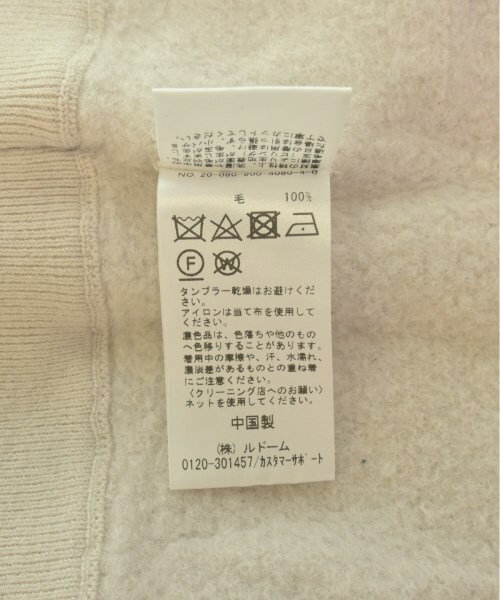 NO 20-080-900-4080-4-0
毛 100%
F
W
タンブラー乾燥はお避けくだ
さい。
アイロンは当て布を使用して
ください。
濃色品は、色落ちや他のもの
へ色移りすることがあります。
着用中の摩擦や、汗、水濡れ、
濃淡差があるものとの重ね着
にご注意ください。
〈クリーニング店へのお願い〉
ネットを使用してください。
中国製
(株) ルドーム
0120-301457/カスタマーサポート